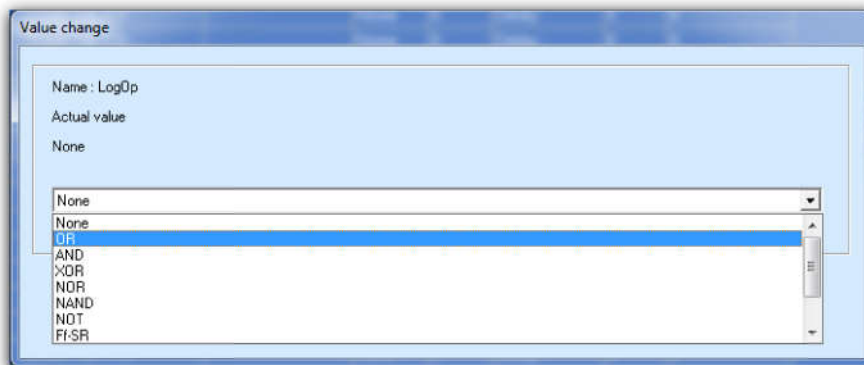 Value change
Name : LogOp
Actual value
None
None
None
OR
AND
XOR
NOR
NAND
NOT
Ff-SR